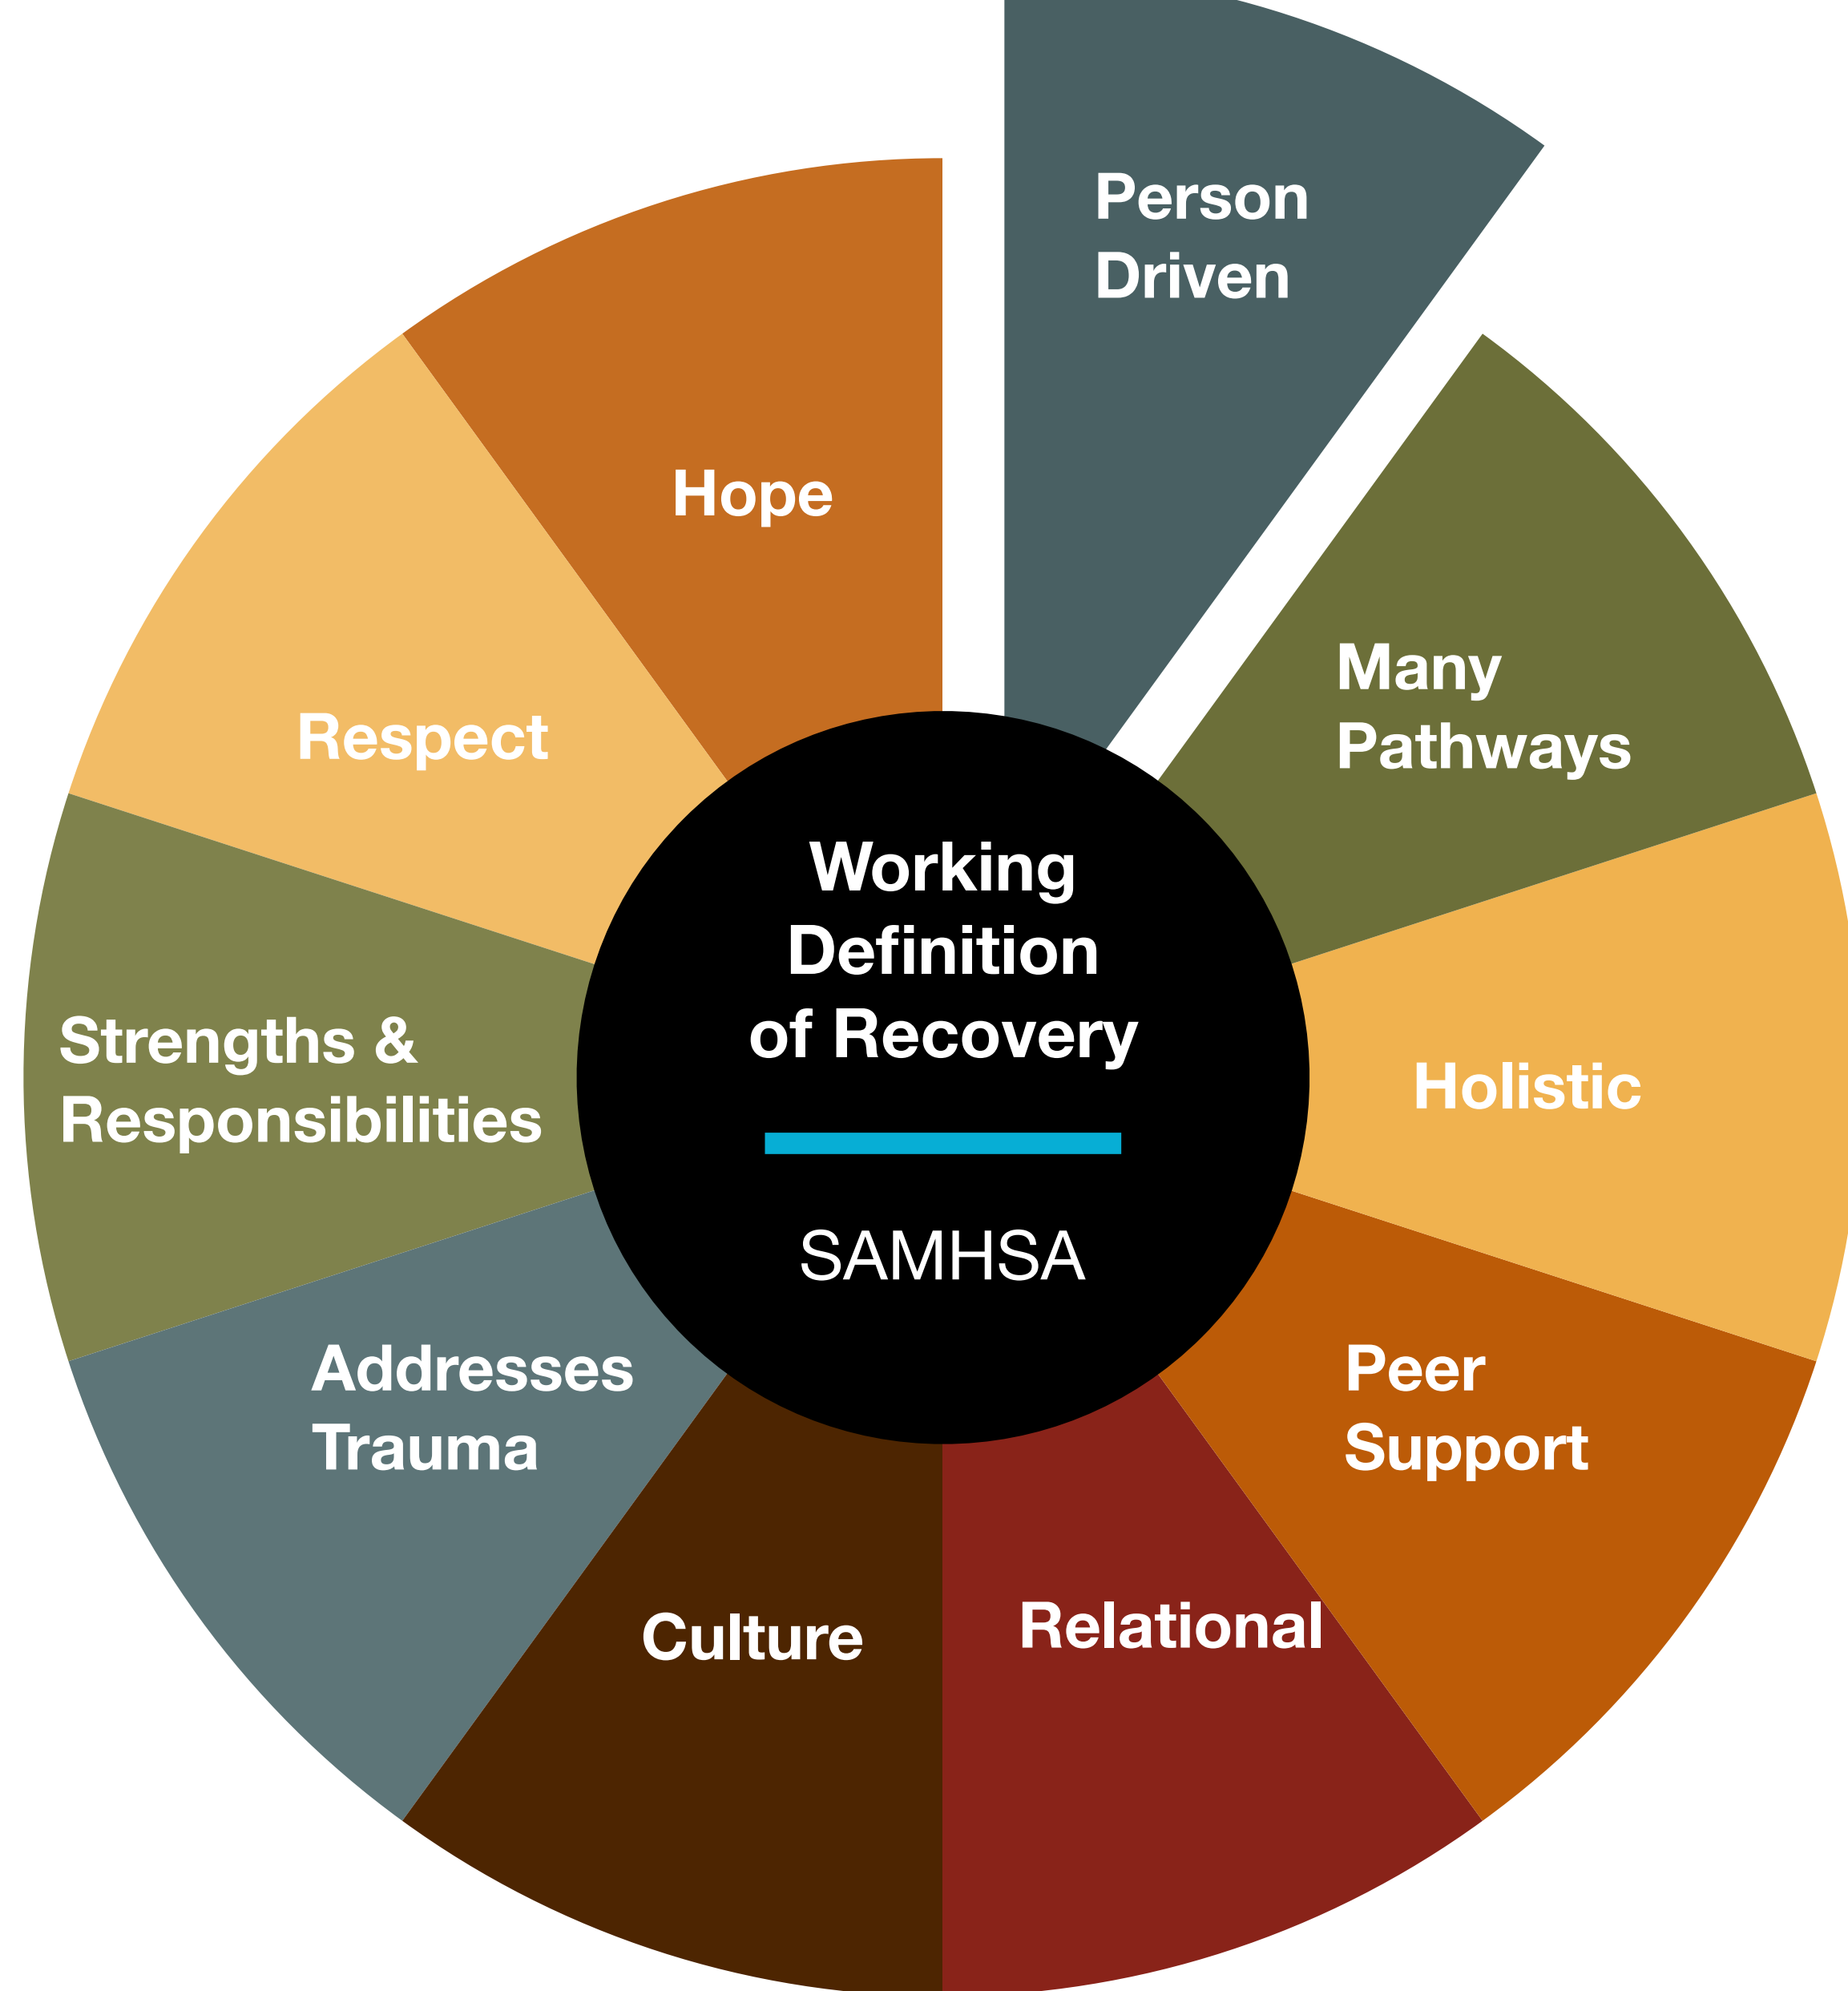 Person
Driven
Hope
Many
Pathways
Respect
Working
Definition
of Recovery
SAMHSA
Strengths &
Responsibilities
Holistic
Addresses
Trauma
Peer
Support
Culture
Relational